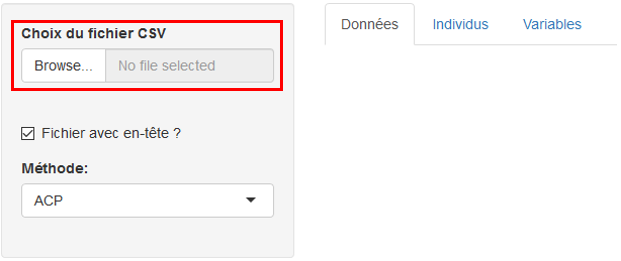 Choix du fichier CSV
Browse... No file selected
Fichier avec en-tête ?
Méthode:
ACP
Données Individus Variables